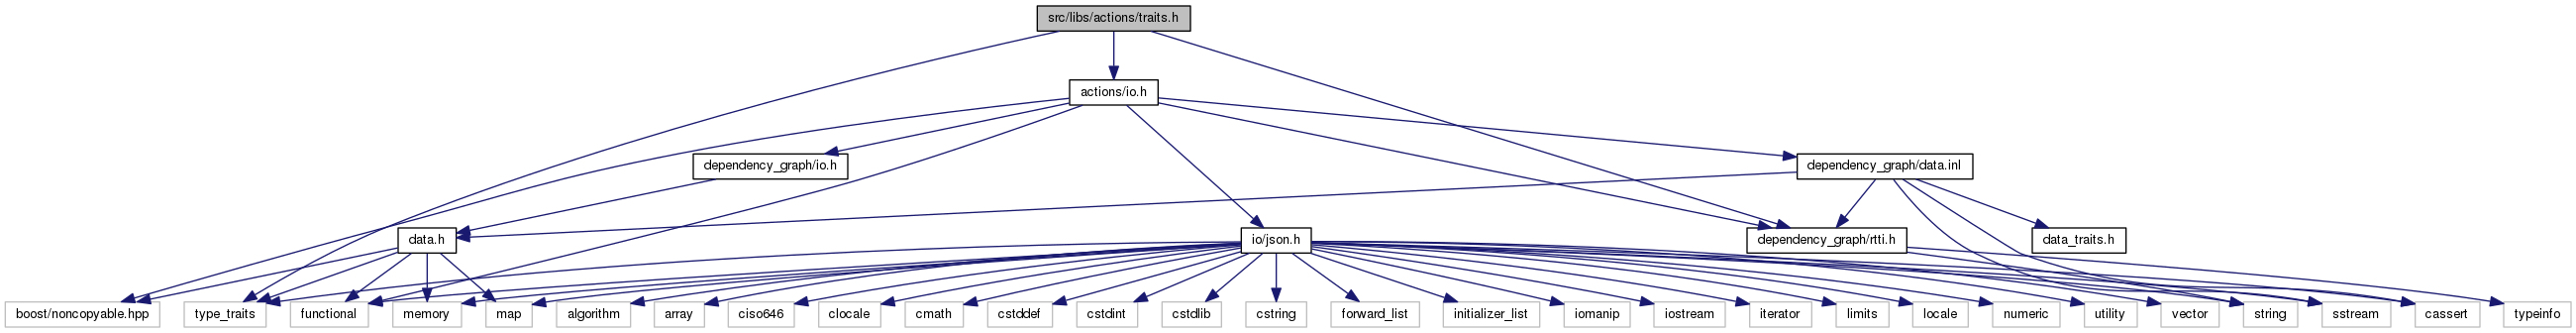 src/libs/actions/traits.h
actions/io.h
dependency_graph/io.h
dependency_graph/data.inl
data.h
io/json.h
dependency_graph/rtti.h
data_traits.h
boost/noncopyable.hpp
type_traits
functional
memory
map
algorithm
array
ciso646
clocale
cmath
cstddef
cstdint
cstdlib
cstring
forward_list
initializer_list
iomanip
iostream
iterator
limits
locale
numeric
utility
vector
string
sstream
cassert
typeinfo